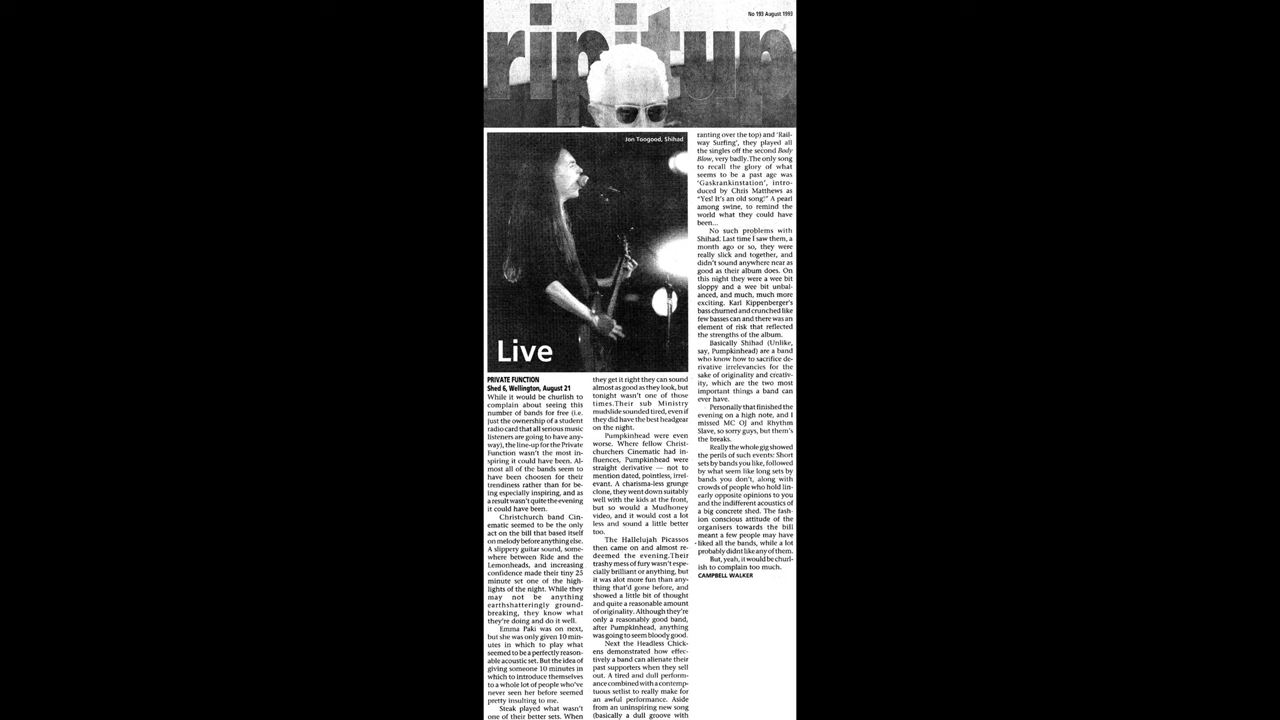 No 193 August 1993
ripitup
Jon Toogood, Shihad
Live
PRIVATE FUNCTION
Shed 6, Wellington, August 21
While it would be churlish to
complain about seeing this
number of bands for free (i.e.
just the ownership of a student
radio card that all serious music
listeners are going to have any-
way), the line-up for the Private
Function wasn't the most in-
spiring it could have been. Al-
most all of the bands seem to
have been choosen for their
trendiness rather than for be-
ing especially inspiring, and as
a result wasn't quite the evening
it could have been.
Christchurch band Cin-
ematic seemed to be the only
act on the bill that based itself
on melody before anything else.
A slippery guitar sound, some-
where between Ride and the
Lemonheads, and increasing
confidence made their tiny 25
minute set one of the high-
lights of the night. While they
may not be anything
earthshatteringly ground-
breaking, they know what
they're doing and do it well.
Emma Paki was on next,
but she was only given 10 min-
utes in which to play what
seemed to be a perfectly reason-
able acoustic set. But the idea of
giving someone 10 minutes in
which to introduce themselves
to a whole lot of people who've
never seen her before seemed
pretty insulting to me.
Steak played what wasn't
one of their better sets. When
they get it right they can sound
almost as good as they look, but
tonight wasn't one of those
times.Their sub Ministry
mudslide sounded tired, even if
they did have the best headgear
on the night.
Pumpkinhead were even
worse. Where fellow Christ-
churchers Cinematic had in-
fluences, Pumpkinhead were
straight derivative — not to
mention dated, pointless, irrel-
evant. A charisma-less grunge
clone, they went down suitably
well with the kids at the front,
but so would a Mudhoney
video, and it would cost a lot
less and sound a little better
too.
The Hallelujah Picassos
then came on and almost re-
deemed the evening.Their
trashy mess of fury wasn't espe-
cially brilliant or anything, but
it was alot more fun than any-
thing that'd gone before, and
showed a little bit of thought
and quite a reasonable amount
of originality. Although they're
only a reasonably good band,
after Pumpkinhead, anything
was going to seem bloody good.
Next the Headless Chick-
ens demonstrated how effec-
tively a band can alienate their
past supporters when they sell
out. A tired and dull perform-
ance combined with a contemp-
tuous setlist to really make for
an awful performance. Aside
from an uninspiring new song
(basically a dull groove with
ranting over the top) and 'Rail-
way Surfing', they played all
the singles off the second Body
Blow, very badly.The only song
to recall the glory of what
seems to be a past age was
'Gaskrankinstation', intro-
duced by Chris Matthews as
"Yes! It's an old song!" A pearl
among swine, to remind the
world what they could have
been...
No such problems with
Shihad. Last time I saw them, a
month ago or so, they were
really slick and together, and
didn't sound anywhere near as
good as their album does. On
this night they were a wee bit
sloppy and a wee bit unbal-
anced, and much, much more
exciting. Karl Kippenberger's
bass churned and crunched like
few basses can and there was an
element of risk that reflected
the strengths of the album.
Basically Shihad (Unlike,
say, Pumpkinhead) are a band
who know how to sacrifice de-
rivative irrelevancies for the
sake of originality and creativ-
ity, which are the two most
important things a band can
ever have.
Personally that finished the
evening on a high note, and I
missed MC OJ and Rhythm
Slave, so sorry guys, but them's
the breaks.
Really the whole gig showed
the perils of such events: Short
sets by bands you like, followed
by what seem like long sets by
bands you don't, along with
crowds of people who hold lin-
early opposite opinions to you
and the indifferent acoustics of
a big concrete shed. The fash-
ion conscious attitude of the
organisers towards the bill
meant a few people may have
liked all the bands, while a lot
probably didnt like any of them.
But, yeah, it would be churl-
ish to complain too much.
CAMPBELL WALKER